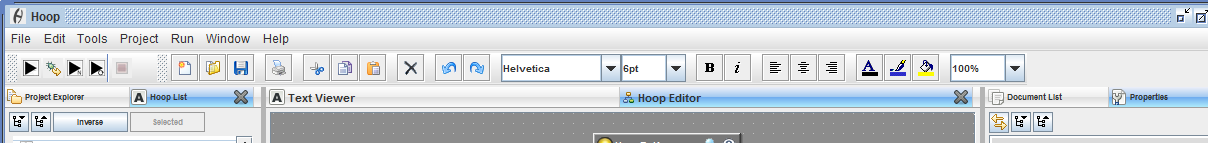 Hoop
File Edit Tools Project Run Window Help
Helvetica 6pt B i A 100%
Project Explorer A Hoop List A Text Viewer Hoop Editor Document List Properties
Inverse Selected